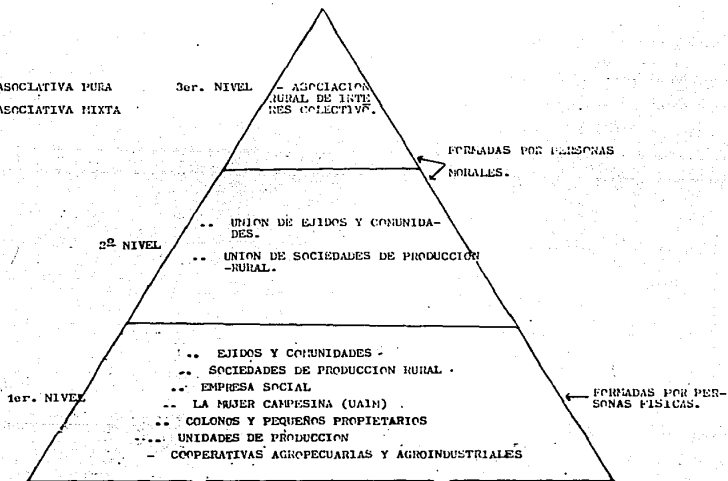 ASOCIATIVA PURA
ASOCIATIVA MIXTA
3er. NIVEL
- ASOCIACION
RURAL DE INTE
RES COLECTIVO.
FORMADAS POR PERSONAS
MORALES.
2º NIVEL
.. UNION DE EJIDOS Y COMUNIDA-
DES.
.. UNION DE SOCIEDADES DE PRODUCCION
-RURAL.
1er. NIVEL
.. EJIDOS Y COMUNIDADES -
.. SOCIEDADES DE PRODUCCION RURAL -
.. EMPRESA SOCIAL
-- LA MUJER CAMPESINA (UAIM)
.. COLONOS Y PEQUEÑOS PROPIETARIOS
.... UNIDADES DE PRODUCCION
- COOPERATIVAS AGROPECUARIAS Y AGROINDUSTRIALES
FORMADAS POR PER-
SONAS FISICAS.